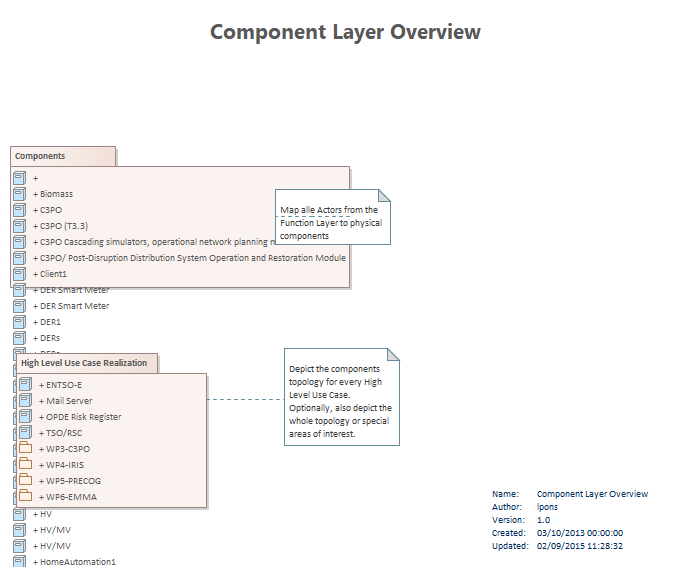 Component Layer Overview
Components
+
+ Biomass
+ C3PO
+ C3PO (T3.3)
+ C3PO Cascading simulators, operational network planning
+ C3PO/ Post-Disruption Distribution System Operation and Restoration Module
+ Client1
+ DER Smart Meter
+ DER Smart Meter
+ DER1
+ DERs
+ DERs
Map alle Actors from the
Function Layer to physical
components
High Level Use Case Realization
+ ENTSO-E
+ Mail Server
+ OPDE Risk Register
+ TSO/RSC
+ WP3-C3PO
+ WP4-IRIS
+ WP5-PRECOG
+ WP6-EMMA
Depict the components
topology for every High
Level Use Case.
Optionally, also depict the
whole topology or special
areas of interest.
+ HV
+ HV/MV
+ HV/MV
+ HomeAutomation1
Name: Component Layer Overview
Author: lpons
Version: 1.0
Created: 03/10/2013 00:00:00
Updated: 02/09/2015 11:28:32